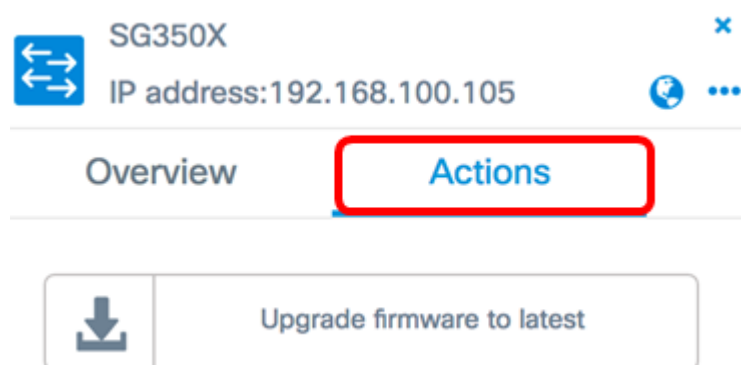 SG350X
IP address:192.168.100.105
Overview
Actions
Upgrade firmware to latest